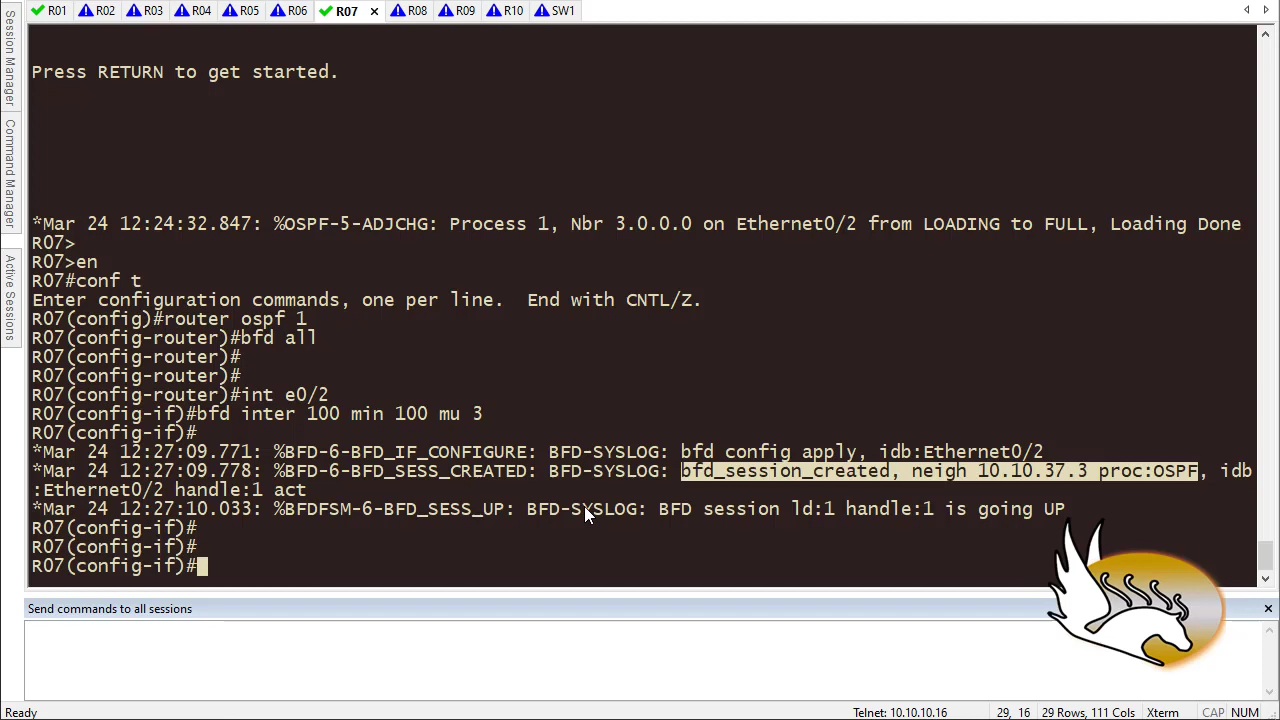 R01 R02 R03 R04 R05 R06 R07 R08 R09 R10 SW1
Session Manager
Command Manager
Active Sessions
Press RETURN to get started.
*Mar 24 12:24:32.847: %OSPF-5-ADJCHG: Process 1, Nbr 3.0.0.0 on Ethernet0/2 from LOADING to FULL, Loading Done
R07>
R07>en
R07#conf t
Enter configuration commands, one per line.  End with CNTL/Z.
R07(config)#router ospf 1
R07(config-router)#bfd all
R07(config-router)#
R07(config-router)#
R07(config-router)#int e0/2
R07(config-if)#bfd inter 100 min 100 mu 3
R07(config-if)#
*Mar 24 12:27:09.771: %BFD-6-BFD_IF_CONFIGURE: BFD-SYSLOG: bfd config apply, idb:Ethernet0/2
*Mar 24 12:27:09.778: %BFD-6-BFD_SESS_CREATED: BFD-SYSLOG: bfd_session_created, neigh 10.10.37.3 proc:OSPF, idb
:Ethernet0/2 handle:1 act
*Mar 24 12:27:10.033: %BFDFSM-6-BFD_SESS_UP: BFD-SYSLOG: BFD session ld:1 handle:1 is going UP
R07(config-if)#
R07(config-if)#
R07(config-if)#
Send commands to all sessions
Ready Telnet: 10.10.10.16 29, 16 29 Rows, 111 Cols Xterm CAP NUM